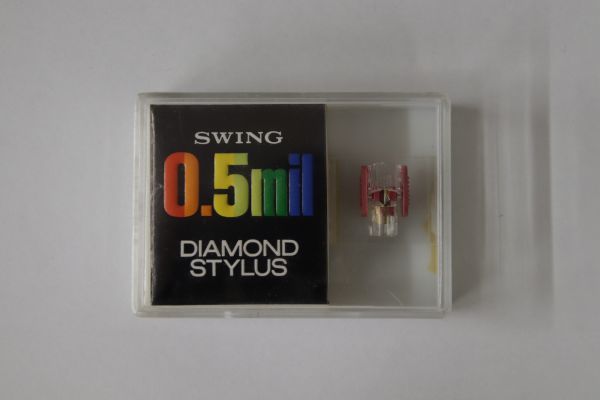 SWING
0.5mil
DIAMOND
STYLUS